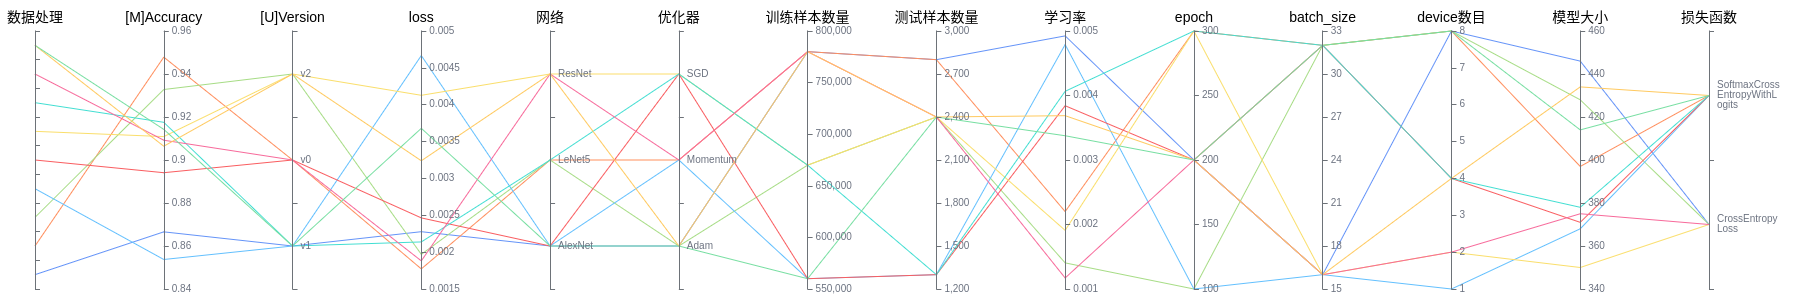 数据处理
[M]Accuracy
[U]Version
loss
网络
优化器
训练样本数量
测试样本数量
学习率
epoch
batch_size
device数目
模型大小
损失函数
0.96
0.94
0.92
0.9
0.88
0.86
0.84
v2
v0
v1
0.005
0.0045
0.004
0.0035
0.003
0.0025
0.002
0.0015
ResNet
LeNet5
AlexNet
SGD
Momentum
Adam
800,000
750,000
700,000
650,000
600,000
550,000
3,000
2,700
2,400
2,100
1,800
1,500
1,200
0.005
0.004
0.003
0.002
0.001
300
250
200
150
100
33
30
27
24
21
18
15
8
7
6
5
4
3
2
1
460
440
420
400
380
360
340
SoftmaxCross
EntropyWithL
ogits
CrossEntropy
Loss